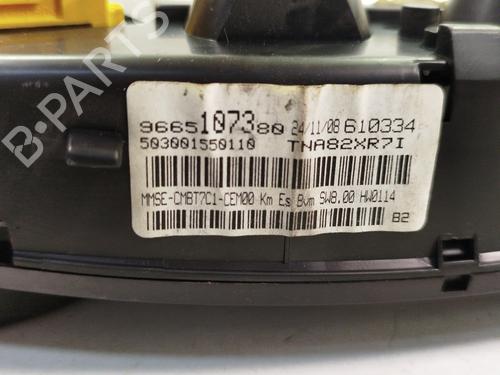 B-PARTS
9665107380 24/11/08 610334
503001550110 TNA82XR7I
MMSE-CMBT7C1-CEM00 Km Es Bvm SW8.00 HW0114
B2